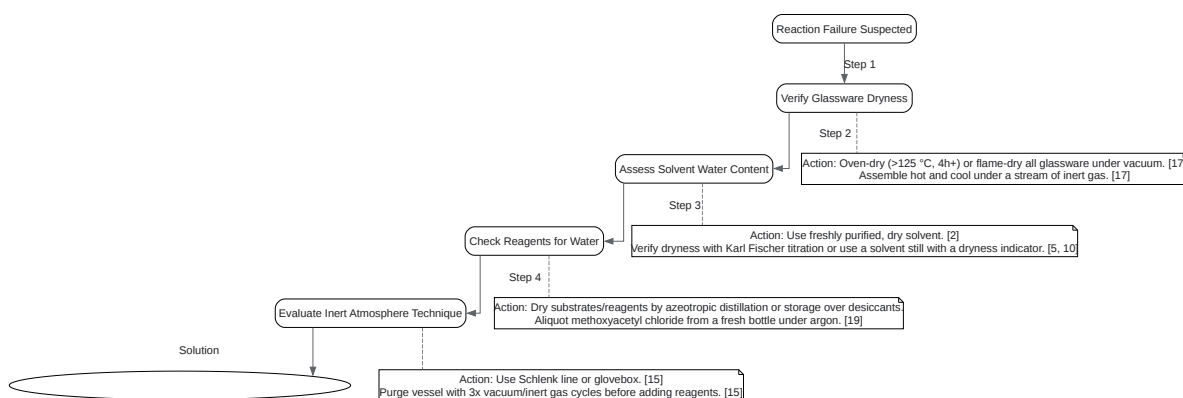 Reaction Failure Suspected
Step 1
Verify Glassware Dryness
Step 2
Action: Oven-dry (>125 °C, 4h+) or flame-dry all glassware under vacuum. [17]
Assemble hot and cool under a stream of inert gas. [17]
Assess Solvent Water Content
Step 3
Action: Use freshly purified, dry solvent. [2]
Verify dryness with Karl Fischer titration or use a solvent still with a dryness indicator. [5, 10]
Check Reagents for Water
Step 4
Action: Dry substrates/reagents by azeotropic distillation or storage over desiccants.
Aliquot methoxyacetyl chloride from a fresh bottle under argon. [19]
Evaluate Inert Atmosphere Technique
Solution
Action: Use Schlenk line or glovebox. [15]
Purge vessel with 3x vacuum/inert gas cycles before adding reagents. [15]